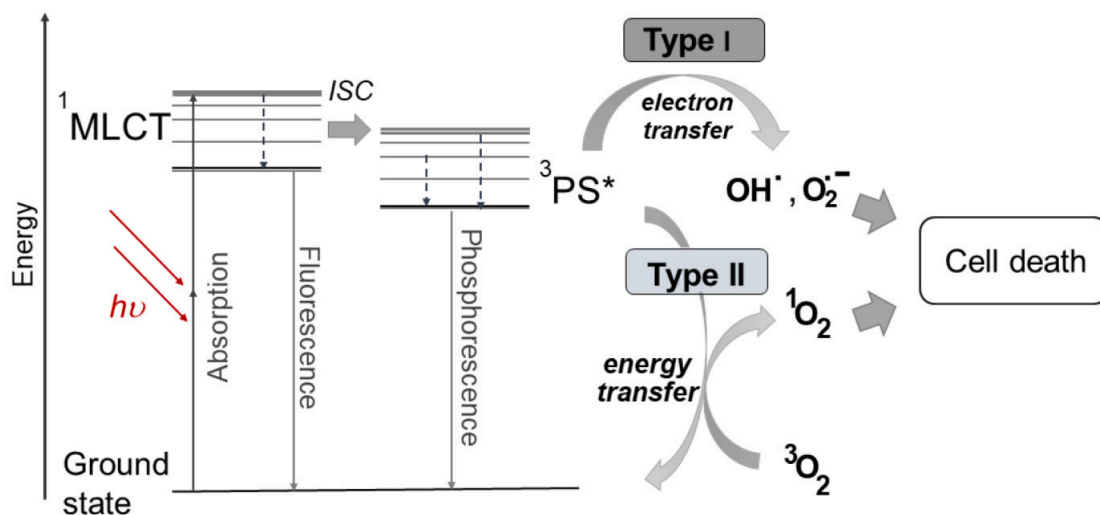 Type I
ISC
¹MLCT
electron
transfer
³PS*
OH˙ , O₂˙⁻
Energy
Absorption
Fluorescence
Phosphorescence
Type II
Cell death
hυ
¹O₂
energy
transfer
Ground
state
³O₂